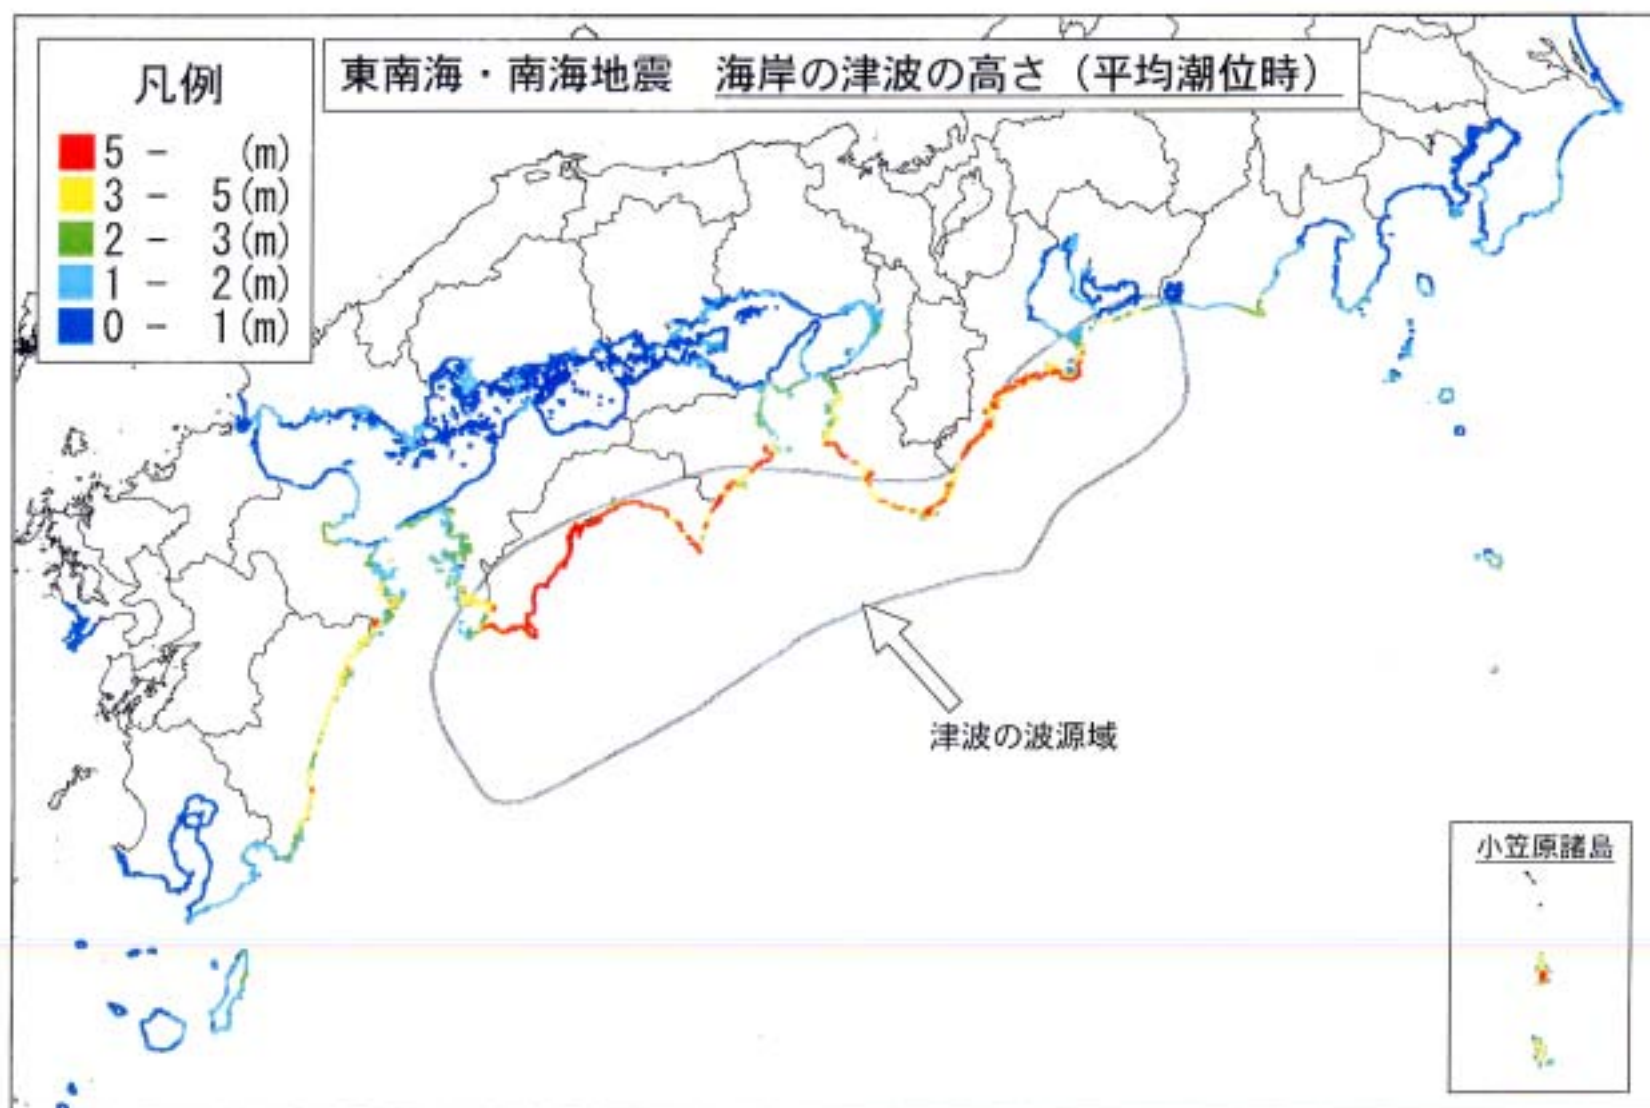 東南海・南海地震 海岸の津波の高さ(平均潮位時)
凡例
5 - (m)
3 - 5(m)
2 - 3(m)
1 - 2(m)
0 - 1(m)
津波の波源域
小笠原諸島